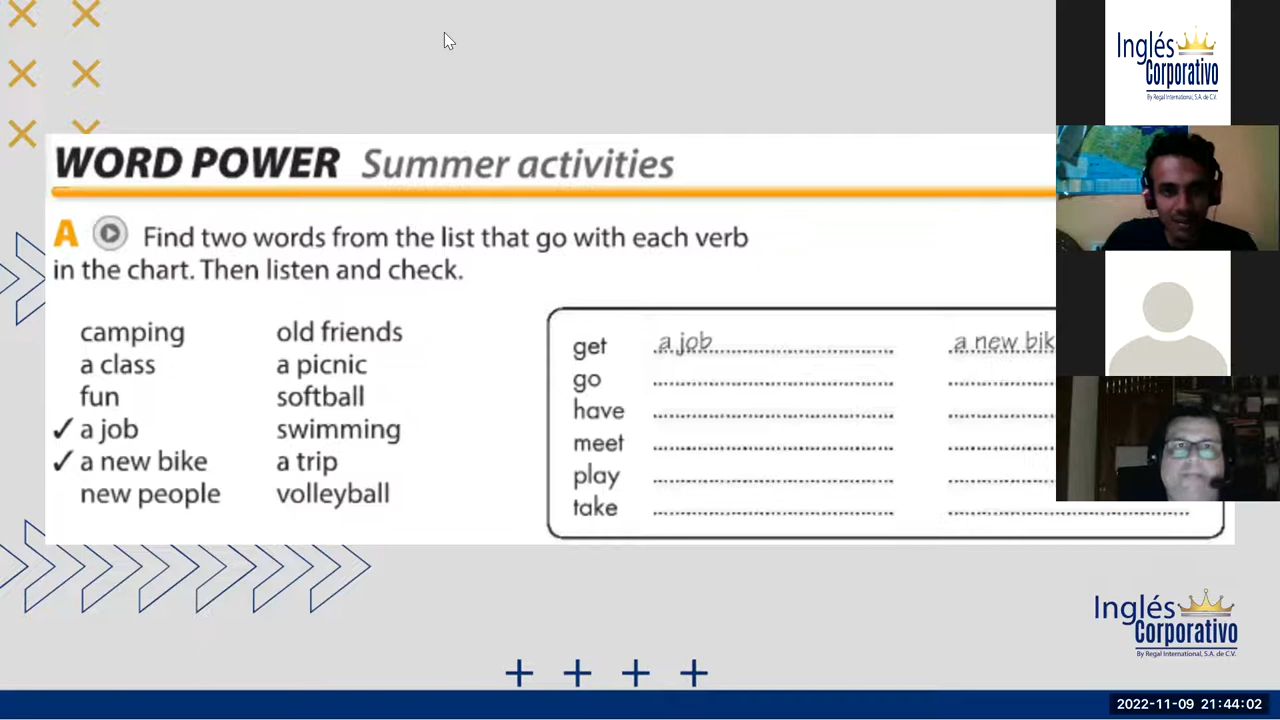 Inglés
Corporativo
By Regal International, S.A. de C.V.
WORD POWER Summer activities
A Find two words from the list that go with each verb
in the chart. Then listen and check.
camping old friends
a class a picnic
fun softball
✓ a job swimming
✓ a new bike a trip
new people volleyball
get a job a new bik
go
have
meet
play
take
Inglés
Corporativo
By Regal International, S.A. de C.V.
2022-11-09 21:44:02